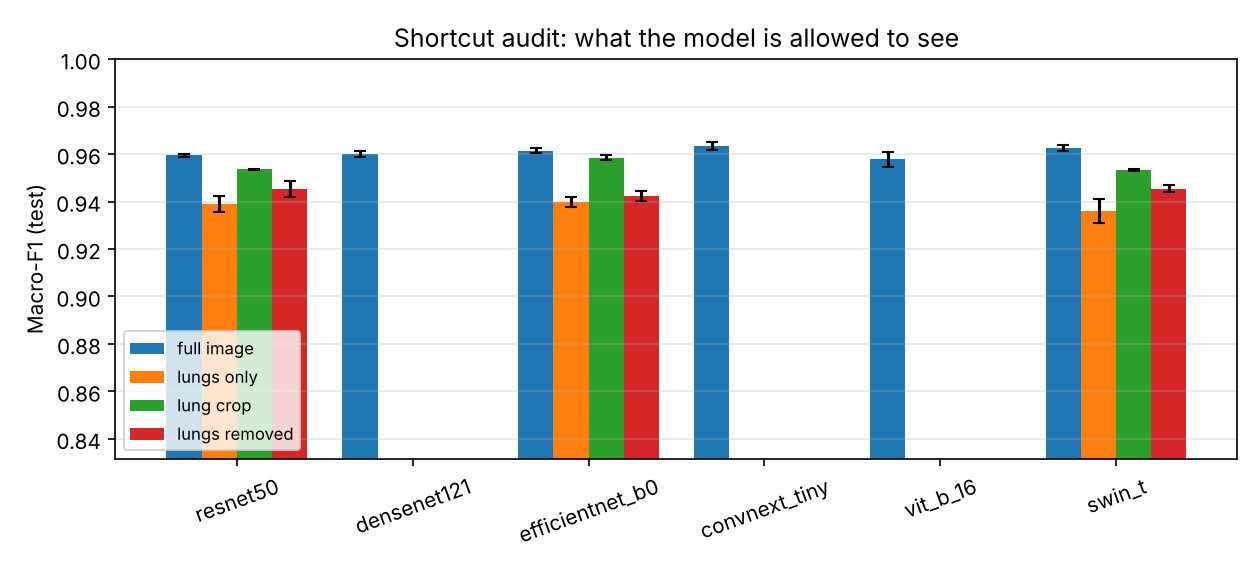 Shortcut audit: what the model is allowed to see
Macro-F1 (test)
1.00
0.98
0.96
0.94
0.92
0.90
0.88
0.86
0.84
full image
lungs only
lung crop
lungs removed
resnet50
densenet121
efficientnet_b0
convnext_tiny
vit_b_16
swin_t